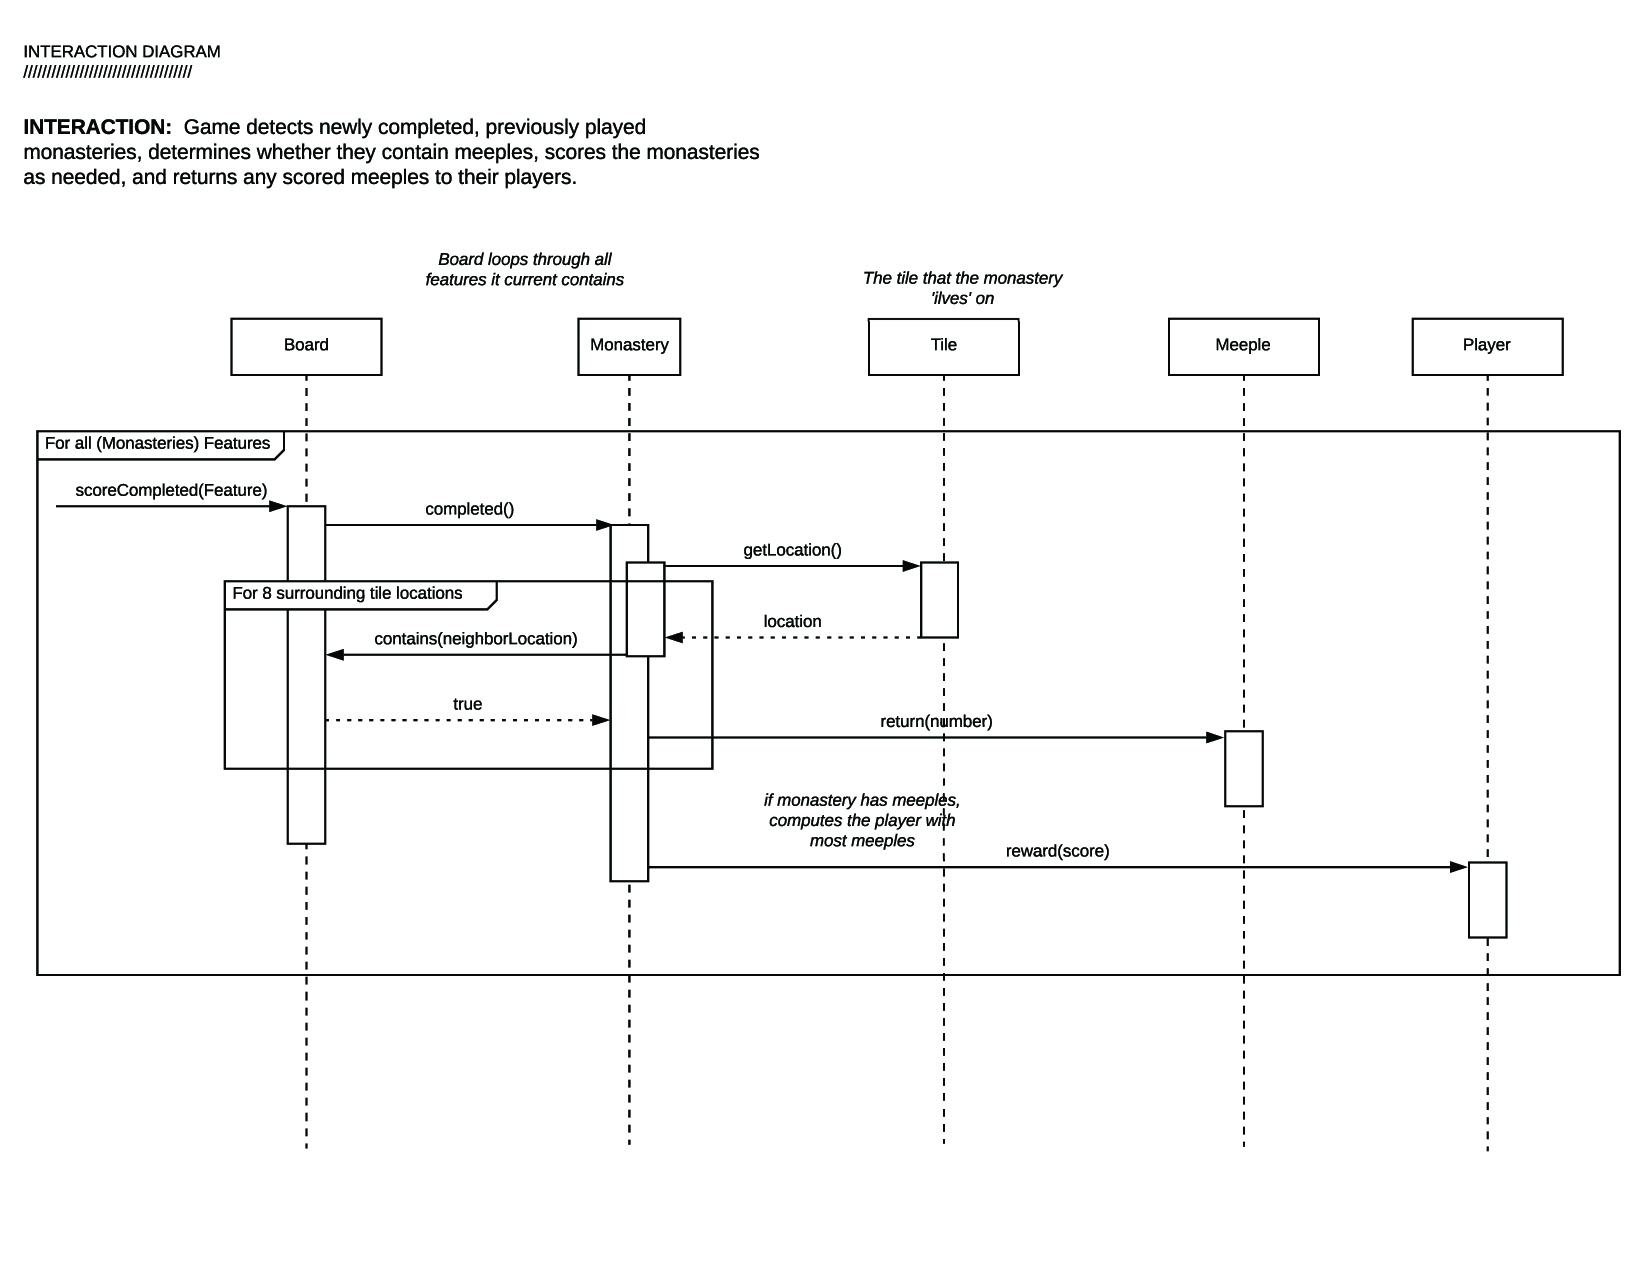 INTERACTION DIAGRAM
////////////////////////////////////
INTERACTION: Game detects newly completed, previously played
monasteries, determines whether they contain meeples, scores the monasteries
as needed, and returns any scored meeples to their players.
Board loops through all
features it current contains
The tile that the monastery
'ilves' on
Board
Monastery
Tile
Meeple
Player
For all (Monasteries) Features
scoreCompleted(Feature)
completed()
getLocation()
For 8 surrounding tile locations
location
contains(neighborLocation)
true
return(number)
if monastery has meeples,
computes the player with
most meeples
reward(score)